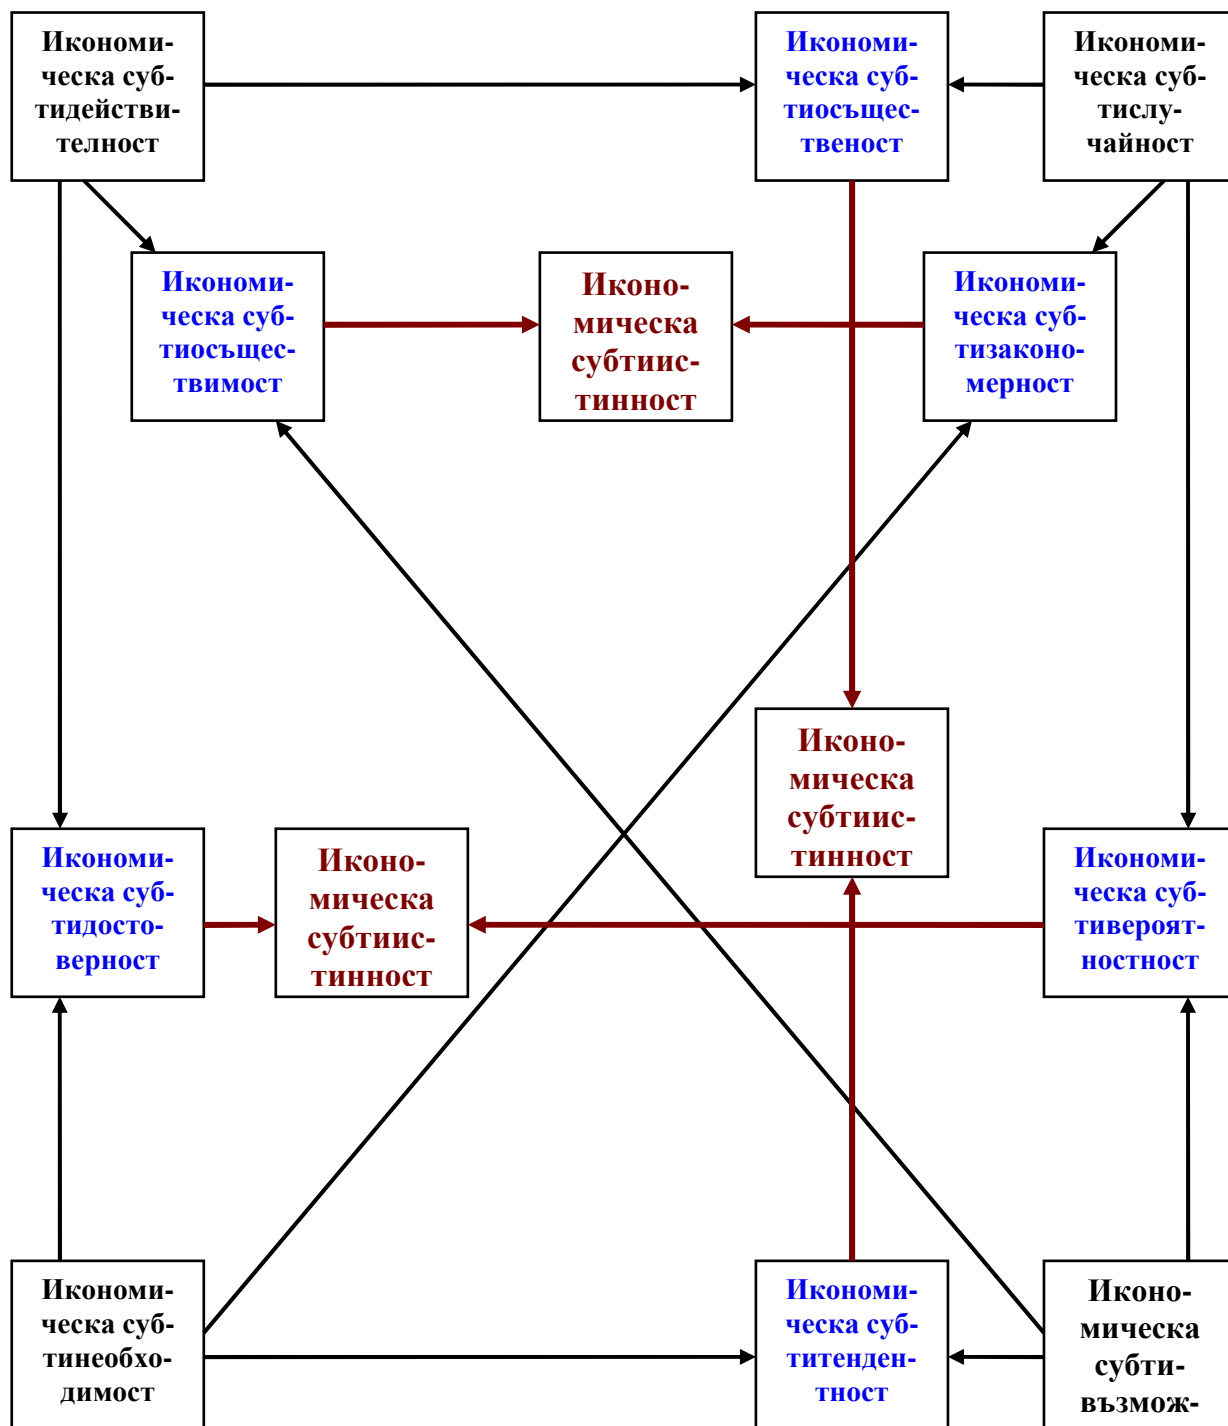 Икономи-
ческа суб-
тидействи-
телност
Икономи-
ческа суб-
тиосъщес-
твеност
Икономи-
ческа суб-
тислу-
чайност
Икономи-
ческа суб-
тиосъщес-
твимост
Иконо-
мическа
субтиис-
тинност
Икономи-
ческа суб-
тизаконо-
мерност
Иконо-
мическа
субтиис-
тинност
Икономи-
ческа суб-
тидосто-
верност
Иконо-
мическа
субтиис-
тинност
Икономи-
ческа суб-
тивероят-
ностност
Икономи-
ческа суб-
тинеобхо-
димост
Икономи-
ческа суб-
титенден-
тност
Иконо-
мическа
субти-
възмож-